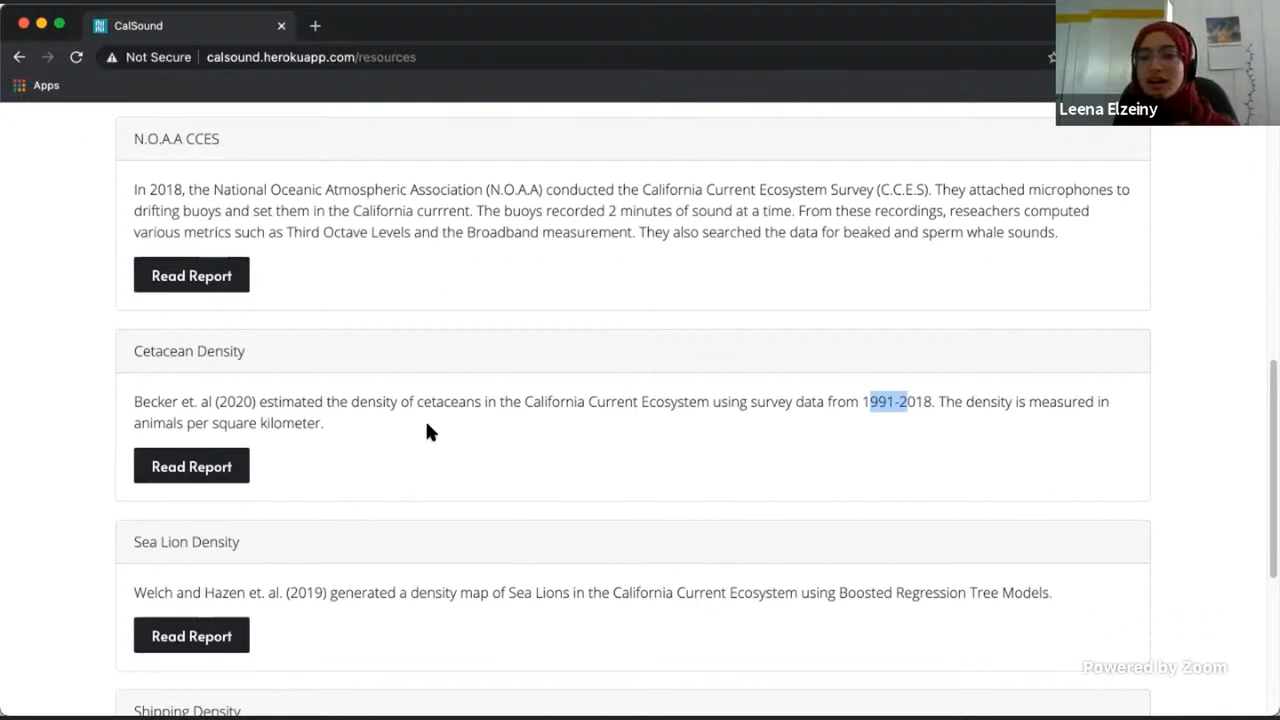 CalSound
Not Secure
calsound.herokuapp.com/resources
Apps
Leena Elzeiny
N.O.A.A CCES
In 2018, the National Oceanic Atmospheric Association (N.O.A.A) conducted the California Current Ecosystem Survey (C.C.E.S). They attached microphones to
drifting buoys and set them in the California currrent. The buoys recorded 2 minutes of sound at a time. From these recordings, reseachers computed
various metrics such as Third Octave Levels and the Broadband measurement. They also searched the data for beaked and sperm whale sounds.
Read Report
Cetacean Density
Becker et. al (2020) estimated the density of cetaceans in the California Current Ecosystem using survey data from 1991-2018. The density is measured in
animals per square kilometer.
Read Report
Sea Lion Density
Welch and Hazen et. al. (2019) generated a density map of Sea Lions in the California Current Ecosystem using Boosted Regression Tree Models.
Read Report
Powered by Zoom
Shipping Density